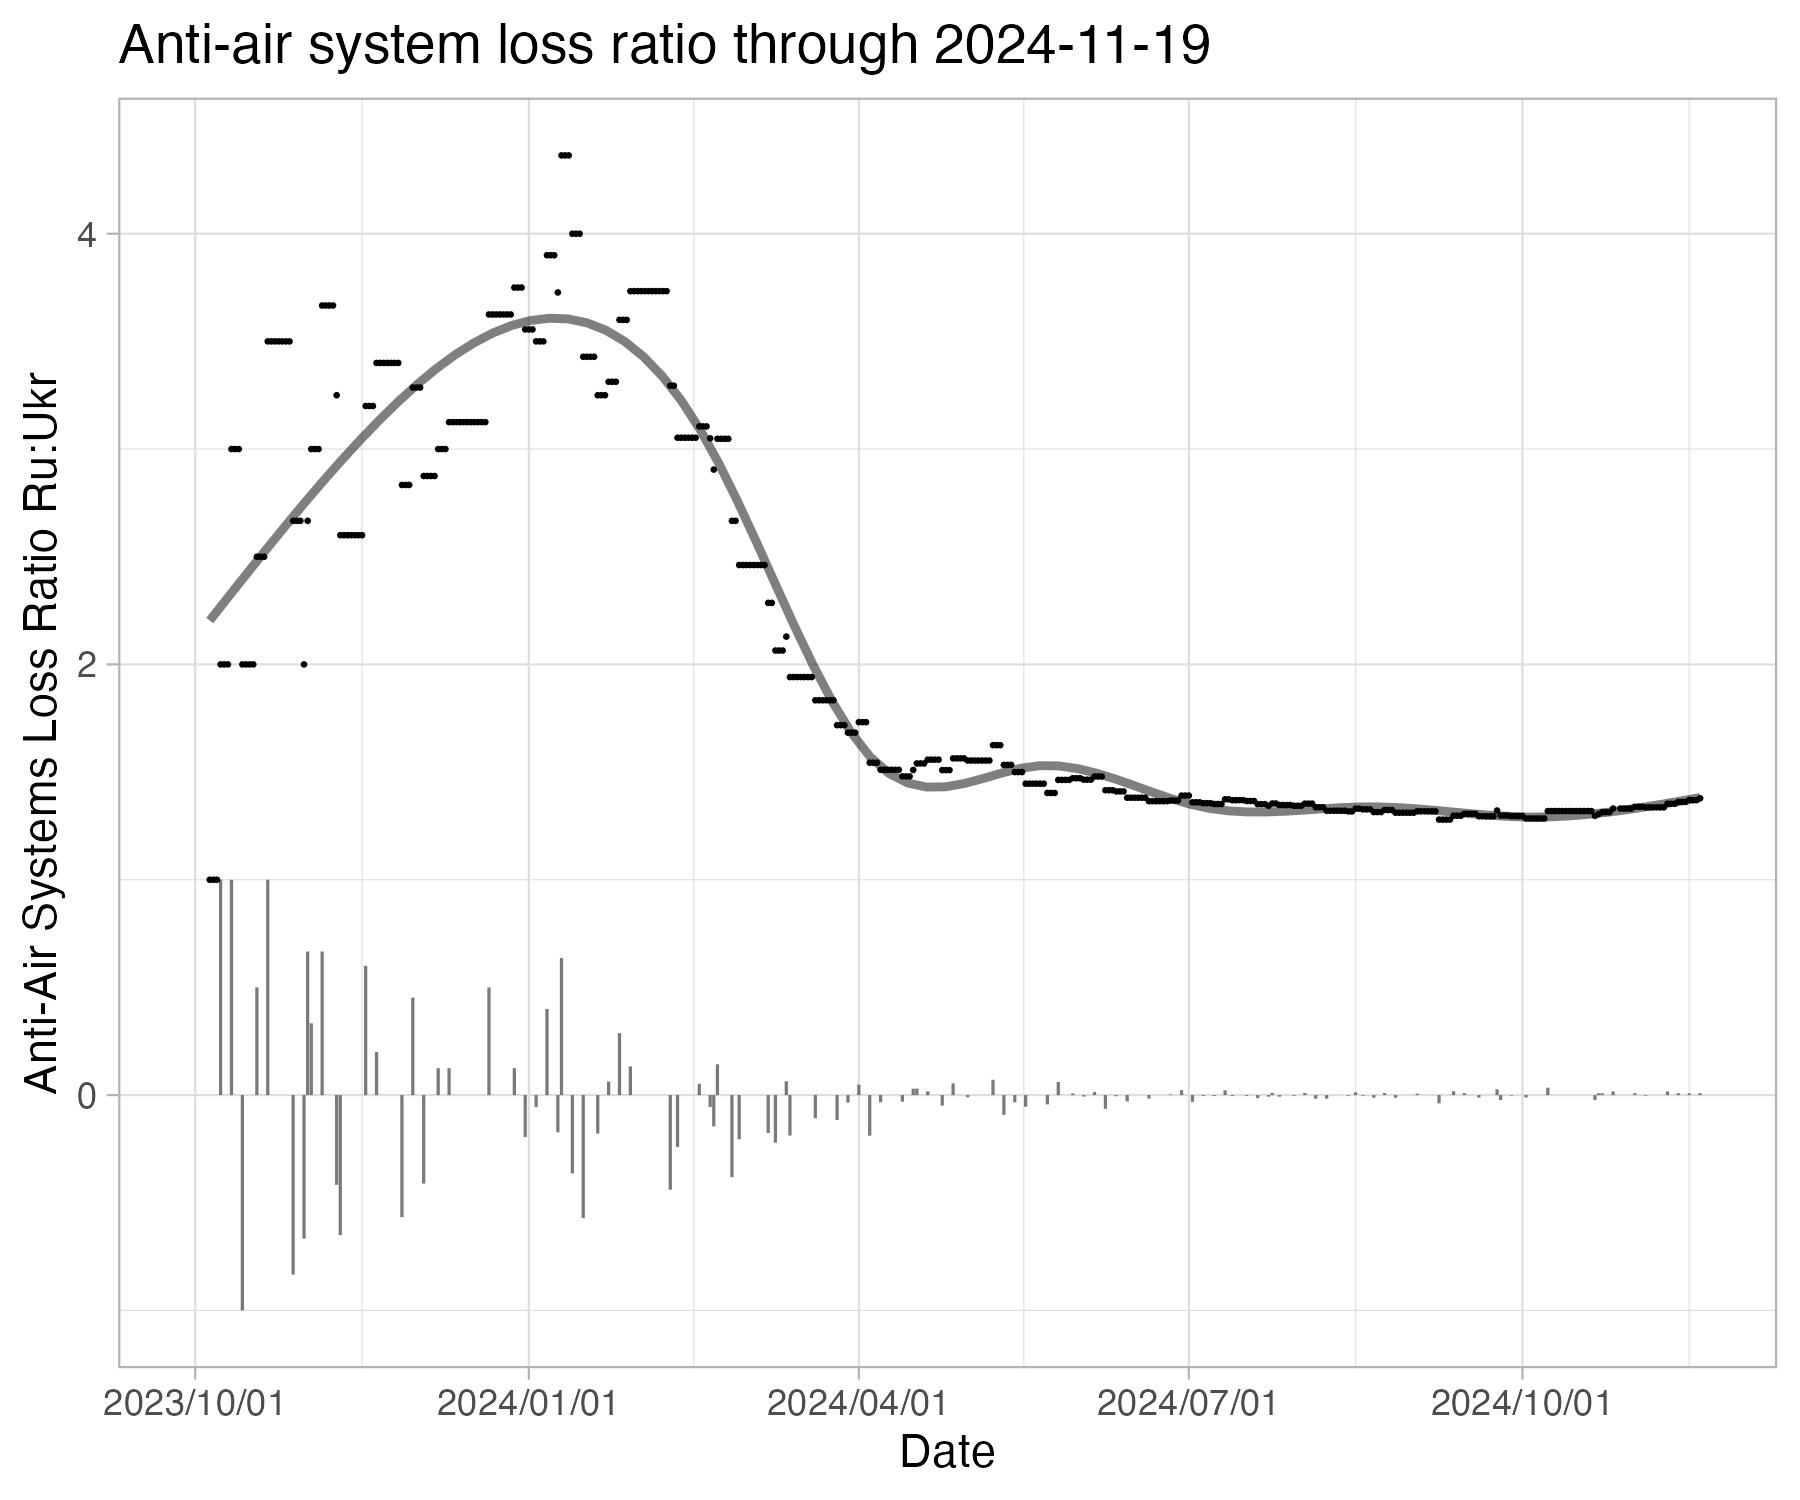 Anti-air system loss ratio through 2024-11-19
Anti-Air Systems Loss Ratio Ru:Ukr
4
2
0
2023/10/01 2024/01/01 2024/04/01 2024/07/01 2024/10/01
Date